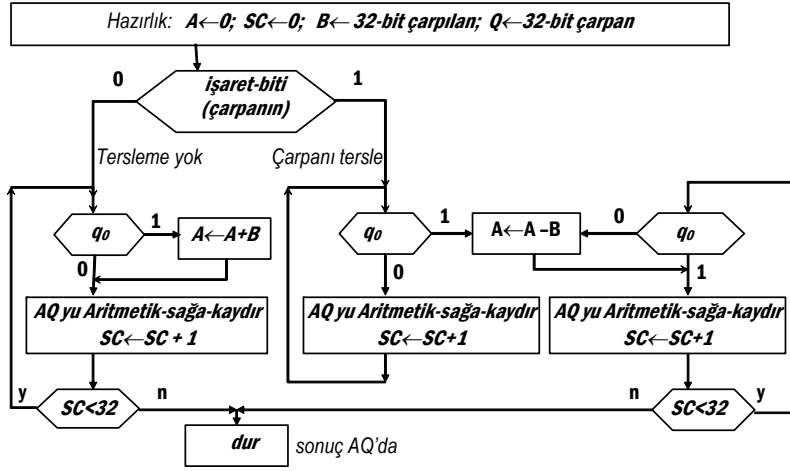 Hazırlık: A←0; SC←0; B← 32-bit çarpılan; Q←32-bit çarpan
0
işaret-biti
(çarpanın)
1
Tersleme yok
Çarpanı tersle
q₀
1
A←A+B
0
q₀
1
A←A –B
0
q₀
0
1
AQ yu Aritmetik-sağa-kaydır
SC←SC + 1
AQ yu Aritmetik-sağa-kaydır
SC←SC+1
AQ yu Aritmetik-sağa-kaydır
SC←SC+1
y
SC<32
n
n
SC<32
y
dur
sonuç AQ’da